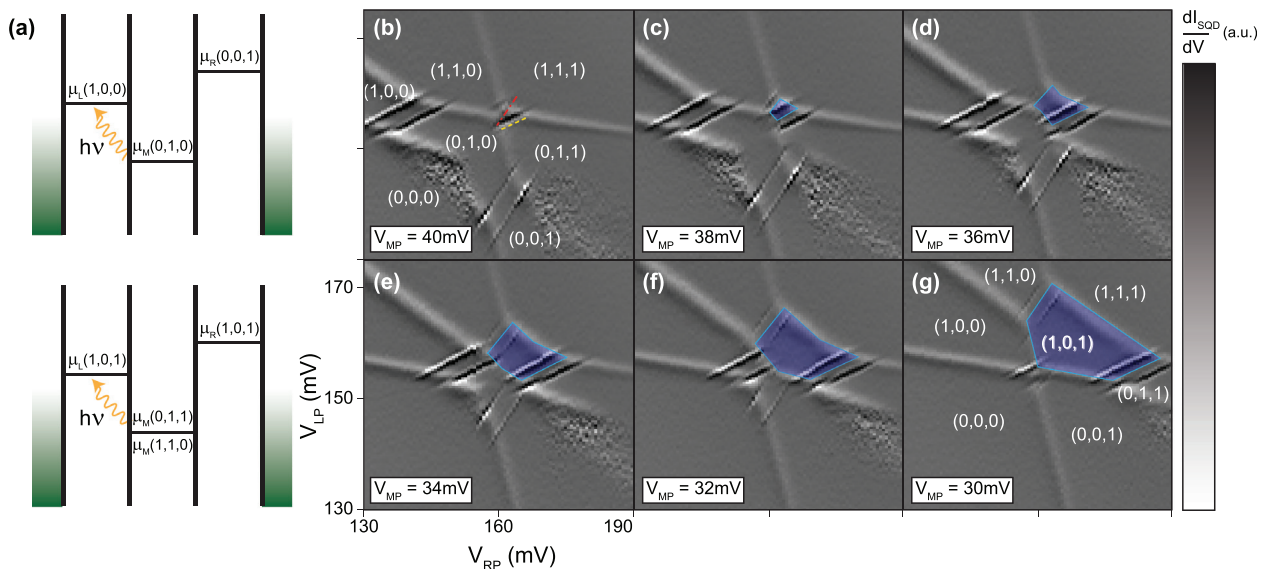 (a)
μL(1,0,0)
μR(0,0,1)
hν
μM(0,1,0)
μR(1,0,1)
μL(1,0,1)
hν
μM(0,1,1)
μM(1,1,0)
(b)
(1,1,0)
(1,1,1)
(1,0,0)
(0,1,0)
(0,1,1)
(0,0,0)
(0,0,1)
VMP = 40mV
(c)
VMP = 38mV
(d)
VMP = 36mV
dISQD
dV
(a.u.)
(e)
VMP = 34mV
(f)
VMP = 32mV
(g)
(1,1,0)
(1,1,1)
(1,0,0)
(1,0,1)
(0,1,1)
(0,0,0)
(0,0,1)
VMP = 30mV
170
150
130
VLP (mV)
130
160
190
VRP (mV)